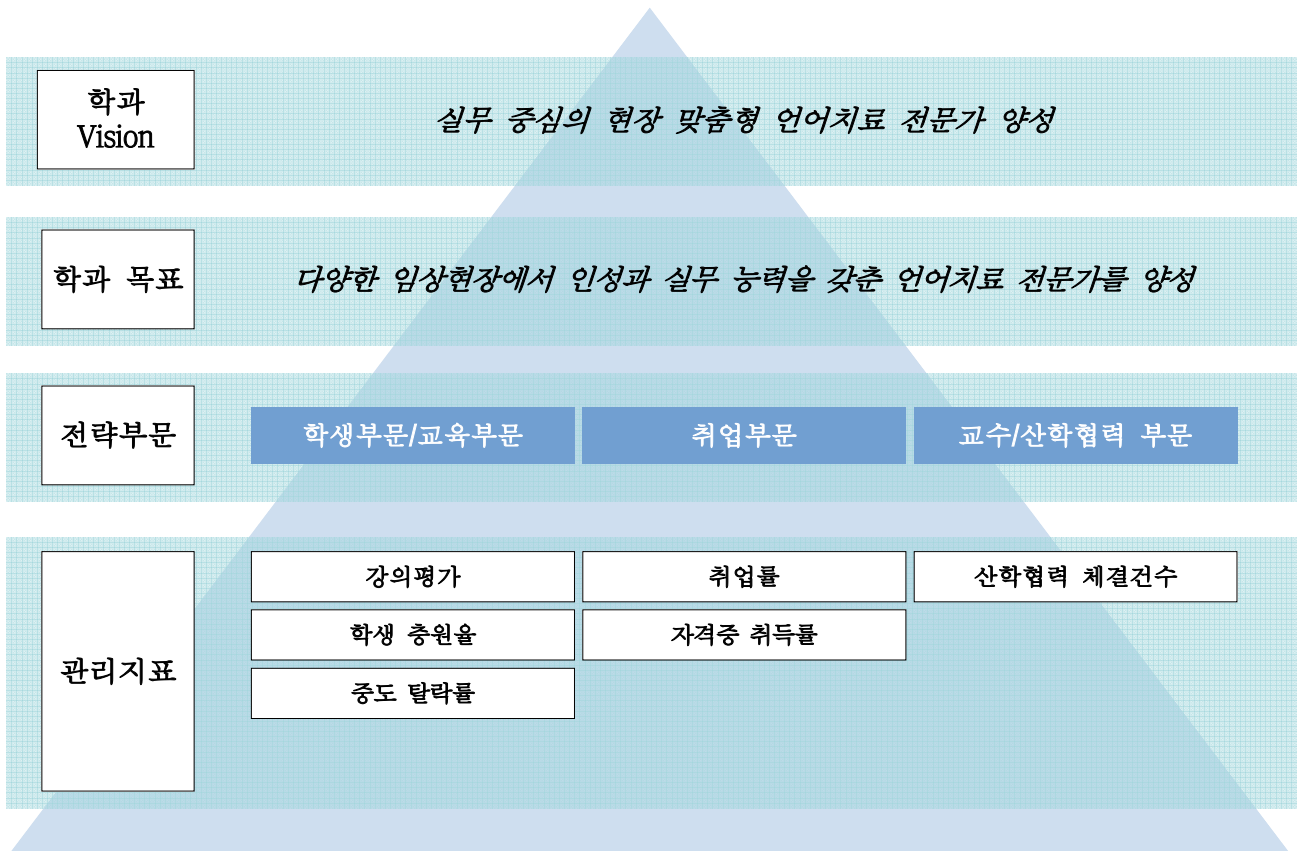 학과
Vision
실무 중심의 현장 맞춤형 언어치료 전문가 양성
학과 목표
다양한 임상현장에서 인성과 실무 능력을 갖춘 언어치료 전문가를 양성
전략부문
학생부문/교육부문
취업부문
교수/산학협력 부문
관리지표
강의평가
취업률
산학협력 체결건수
학생 충원율
자격증 취득률
중도 탈락률